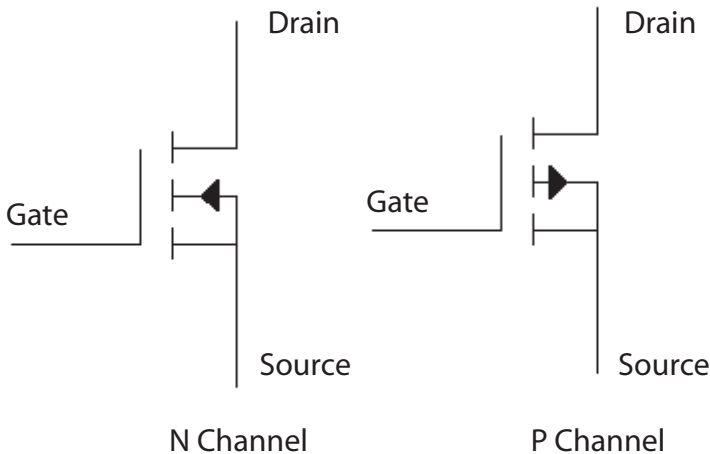 Drain
Drain
Gate
Gate
Source
Source
N Channel
P Channel